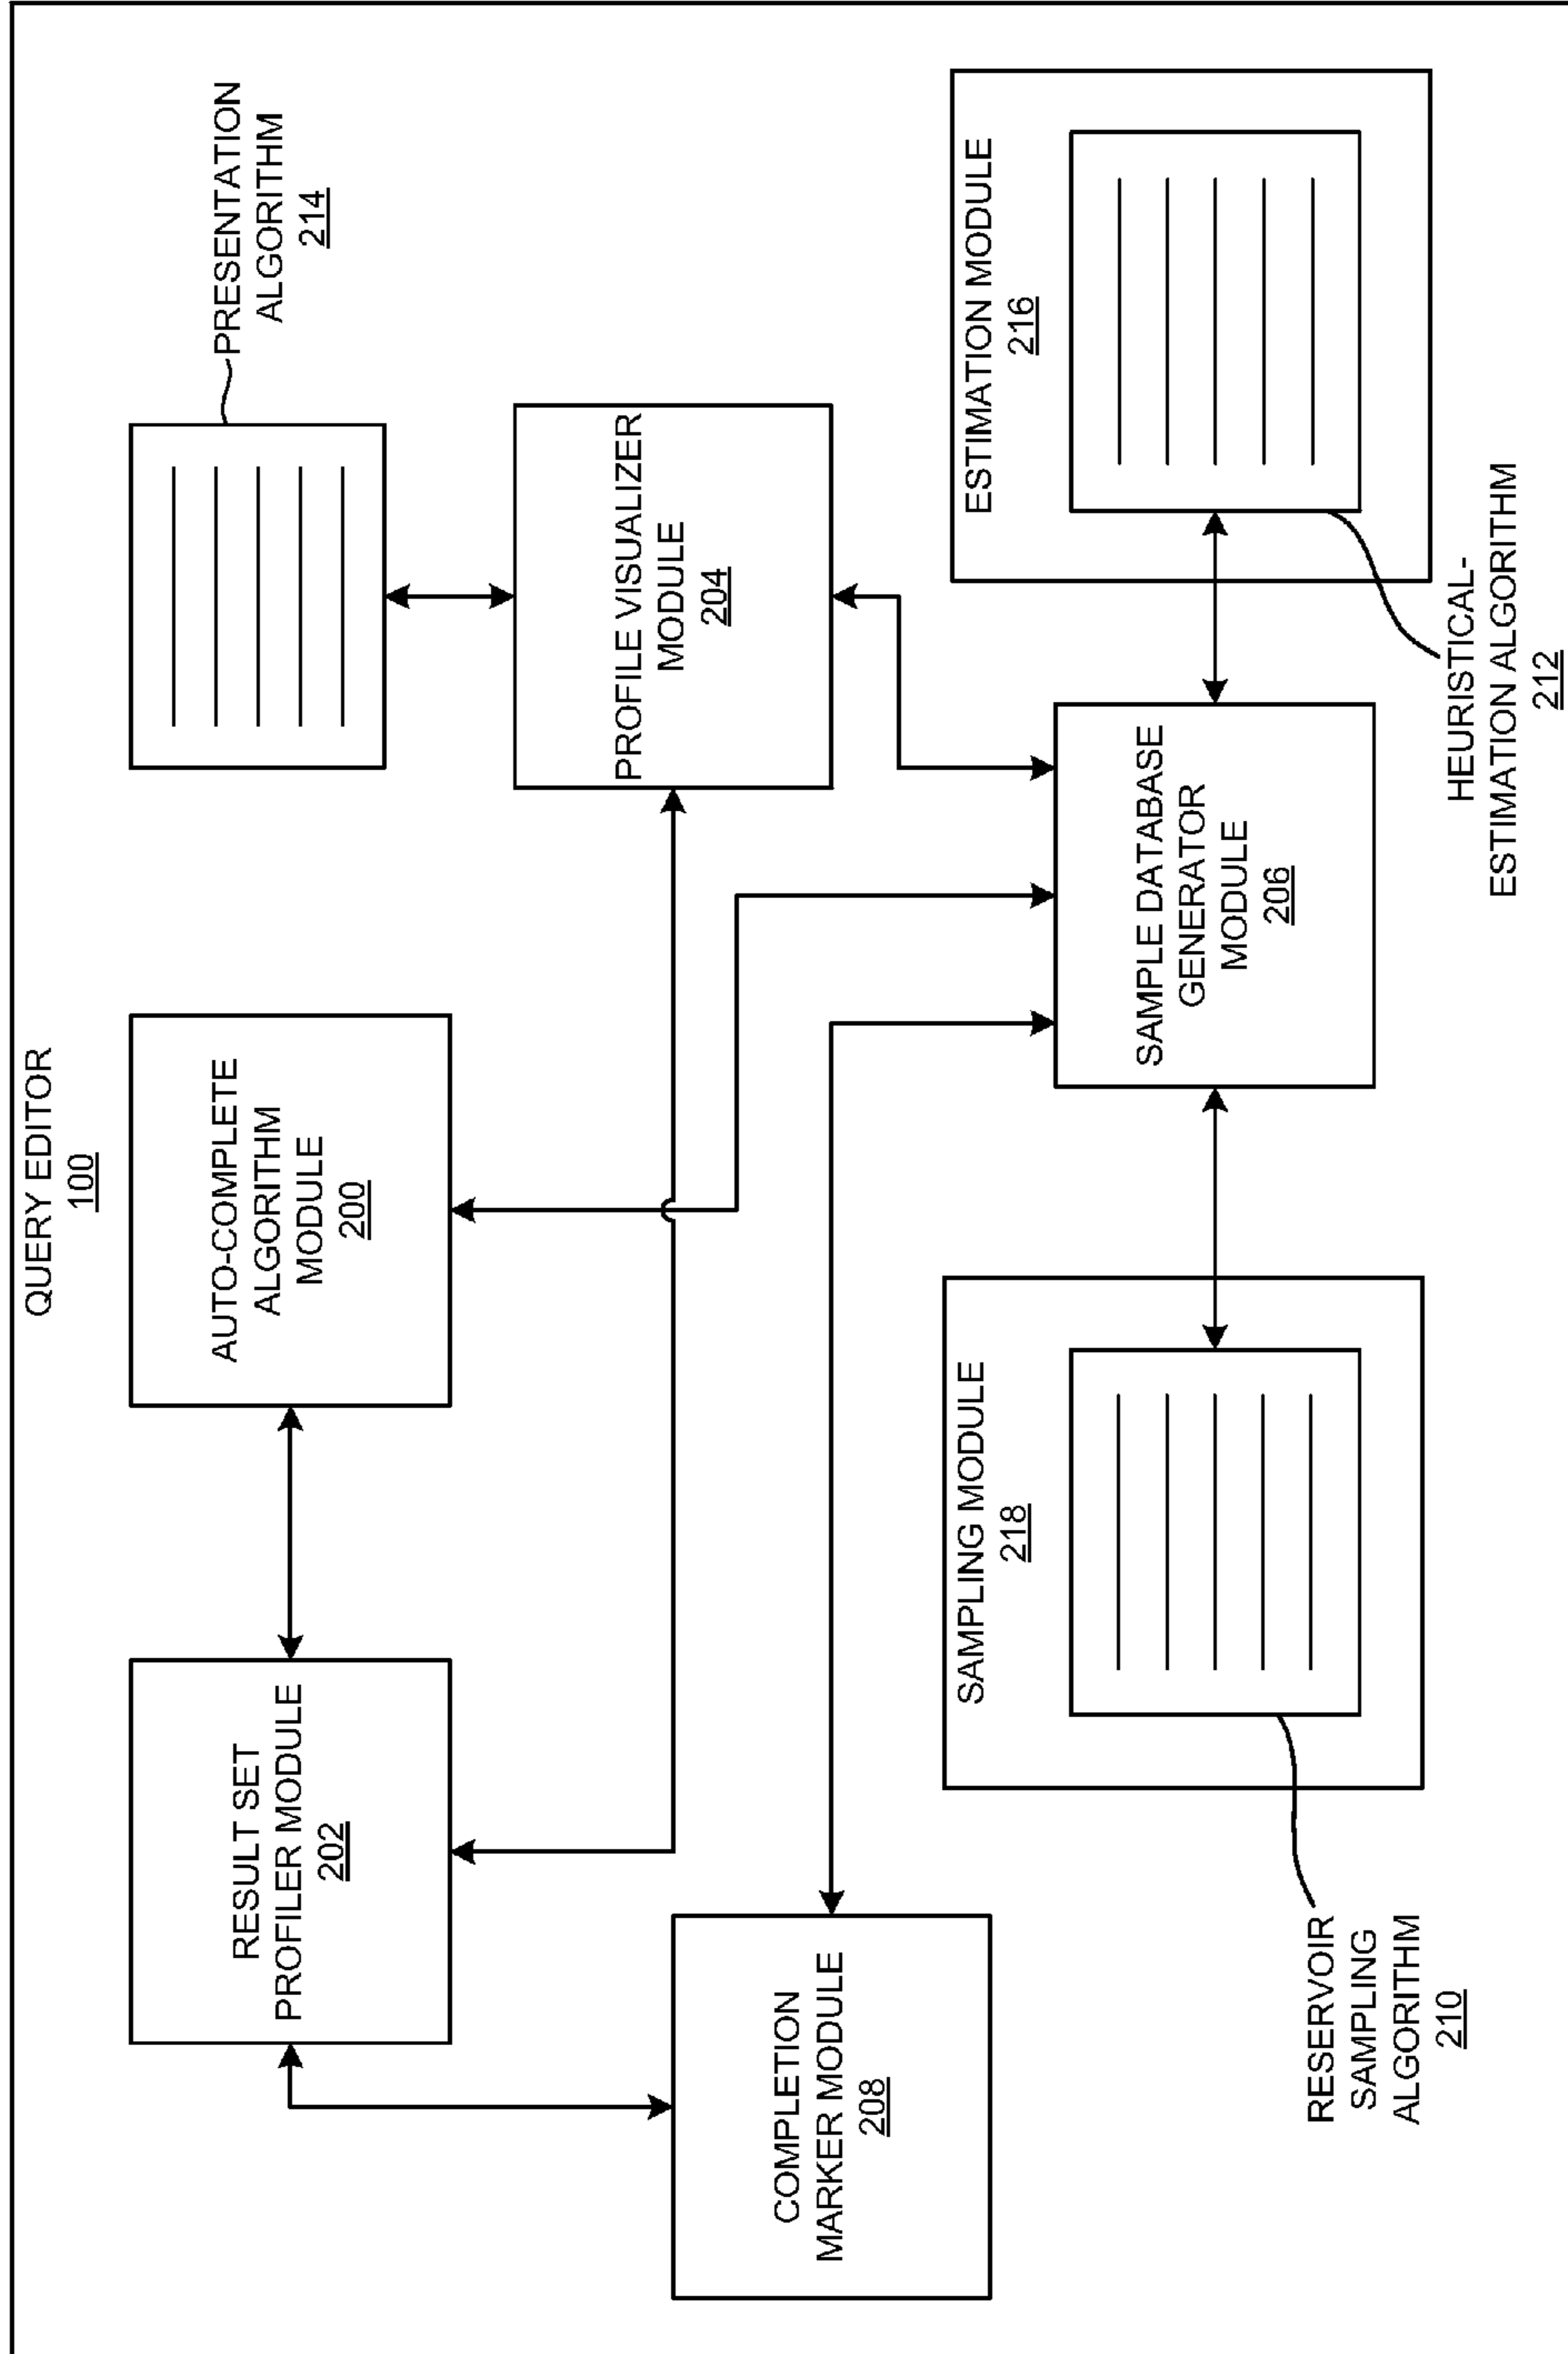 QUERY EDITOR
100
RESULT SET
PROFILER MODULE
202
AUTO-COMPLETE
ALGORITHM
MODULE
200
PRESENTATION
ALGORITHM
214
COMPLETION
MARKER MODULE
208
PROFILE VISUALIZER
MODULE
204
SAMPLING MODULE
218
SAMPLE DATABASE
GENERATOR
MODULE
206
ESTIMATION MODULE
216
RESERVOIR
SAMPLING
ALGORITHM
210
HEURISTICAL-
ESTIMATION ALGORITHM
212